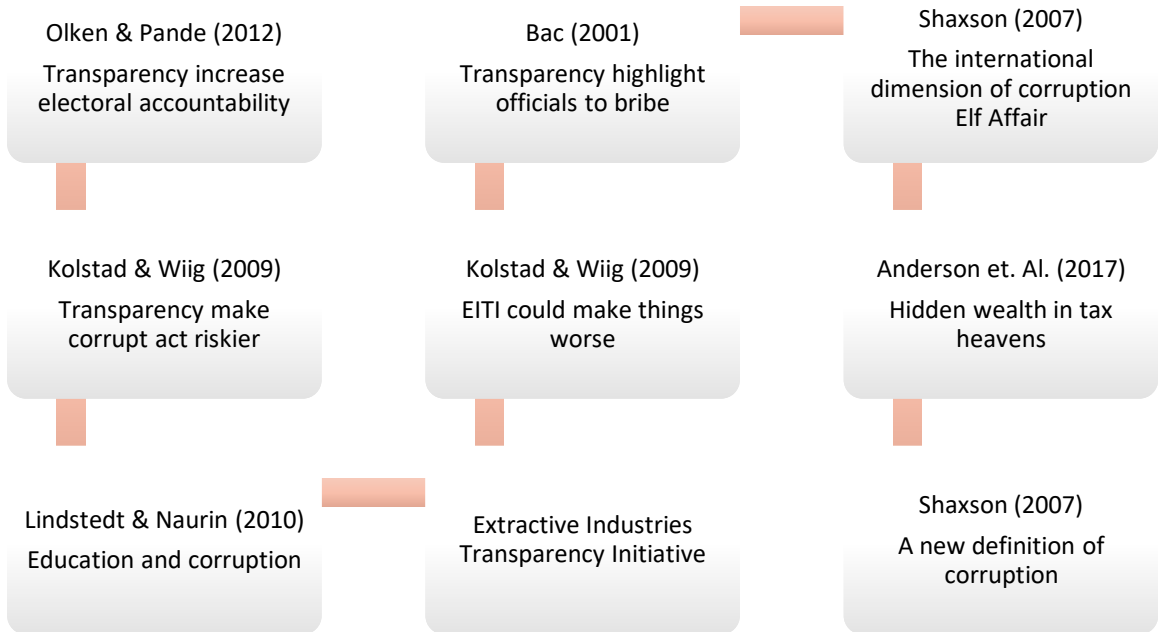 Olken & Pande (2012)
Transparency increase
electoral accountability
Kolstad & Wiig (2009)
Transparency make
corrupt act riskier
Lindstedt & Naurin (2010)
Education and corruption
Extractive Industries
Transparency Initiative
Kolstad & Wiig (2009)
EITI could make things
worse
Bac (2001)
Transparency highlight
officials to bribe
Shaxson (2007)
The international
dimension of corruption
Elf Affair
Anderson et. Al. (2017)
Hidden wealth in tax
heavens
Shaxson (2007)
A new definition of
corruption